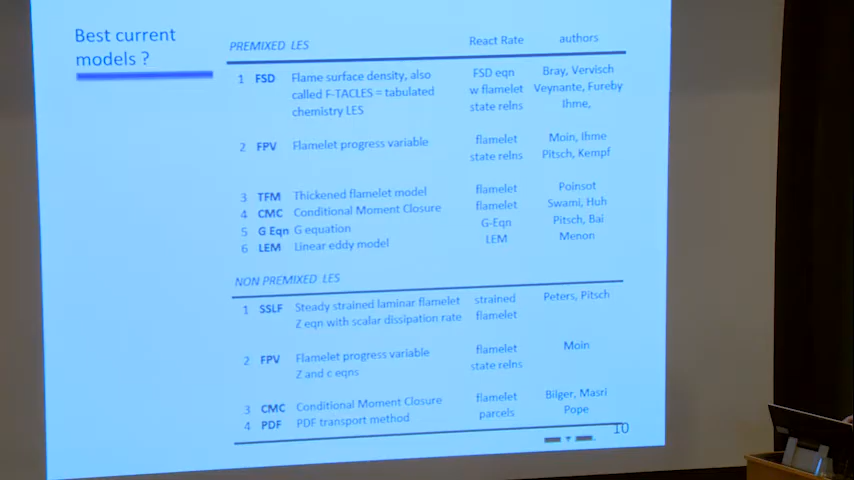 Best current
models ?
PREMIXED LES React Rate authors
1 FSD Flame surface density, also FSD eqn Bray, Vervisch
called F-TACLES = tabulated w flamelet Veynante, Fureby
chemistry LES state relns Ihme,
2 FPV Flamelet progress variable flamelet Moin, Ihme
state relns Pitsch, Kempf
3 TFM Thickened flamelet model flamelet Poinsot
4 CMC Conditional Moment Closure flamelet Swami, Huh
5 G Eqn G equation G-Eqn Pitsch, Bai
6 LEM Linear eddy model LEM Menon
NON PREMIXED LES
1 SSLF Steady strained laminar flamelet strained Peters, Pitsch
Z eqn with scalar dissipation rate flamelet
2 FPV Flamelet progress variable flamelet Moin
Z and c eqns state relns
3 CMC Conditional Moment Closure flamelet Bilger, Masri
4 PDF PDF transport method parcels Pope
10